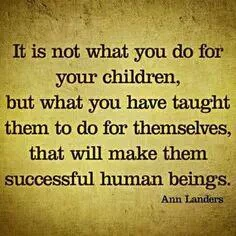 It is not what you do for
your children,
but what you have taught
them to do for themselves,
that will make them
successful human beings.
Ann Landers